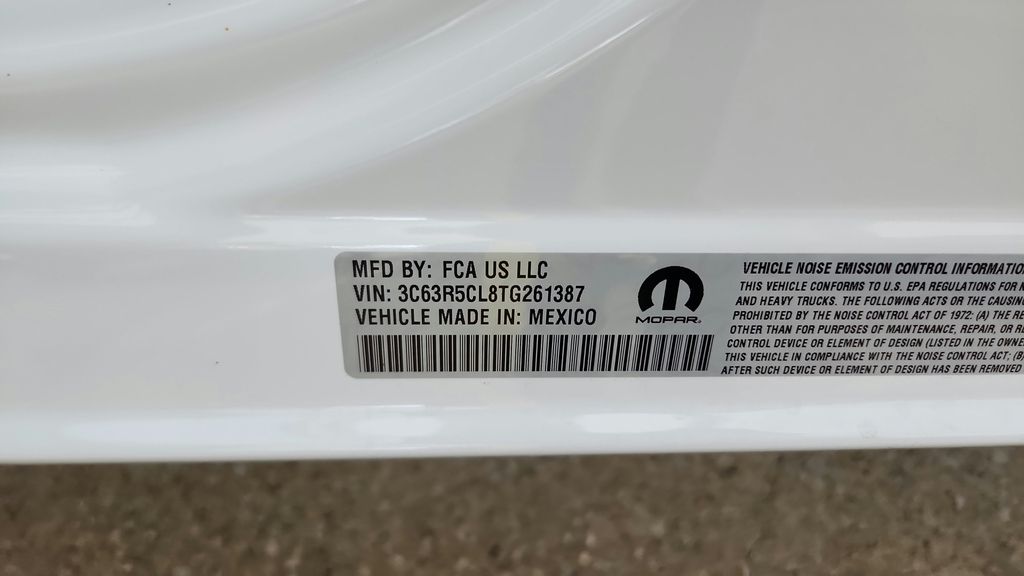 MFD BY: FCA US LLC
VIN: 3C63R5CL8TG261387
VEHICLE MADE IN: MEXICO
MOPAR
VEHICLE NOISE EMISSION CONTROL
THIS VEHICLE CONFORMS TO U.S. EPA REGULATIONS FOR
AND HEAVY TRUCKS. THE FOLLOWING ACTS OR THE CAUSING
PROHIBITED BY THE NOISE CONTROL ACT OF 1972: (A) THE
OTHER THAN FOR PURPOSES OF MAINTENANCE, REPAIR, OR
CONTROL DEVICE OR ELEMENT OF DESIGN (LISTED IN THE
THIS VEHICLE IN COMPLIANCE WITH THE NOISE CONTROL ACT; (B)
AFTER SUCH DEVICE OR ELEMENT OF DESIGN HAS BEEN REMOVED